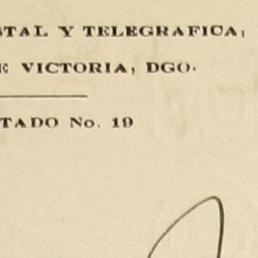 STAL Y TELEGRAFICA,
E VICTORIA, DGO.
TADO No. 19